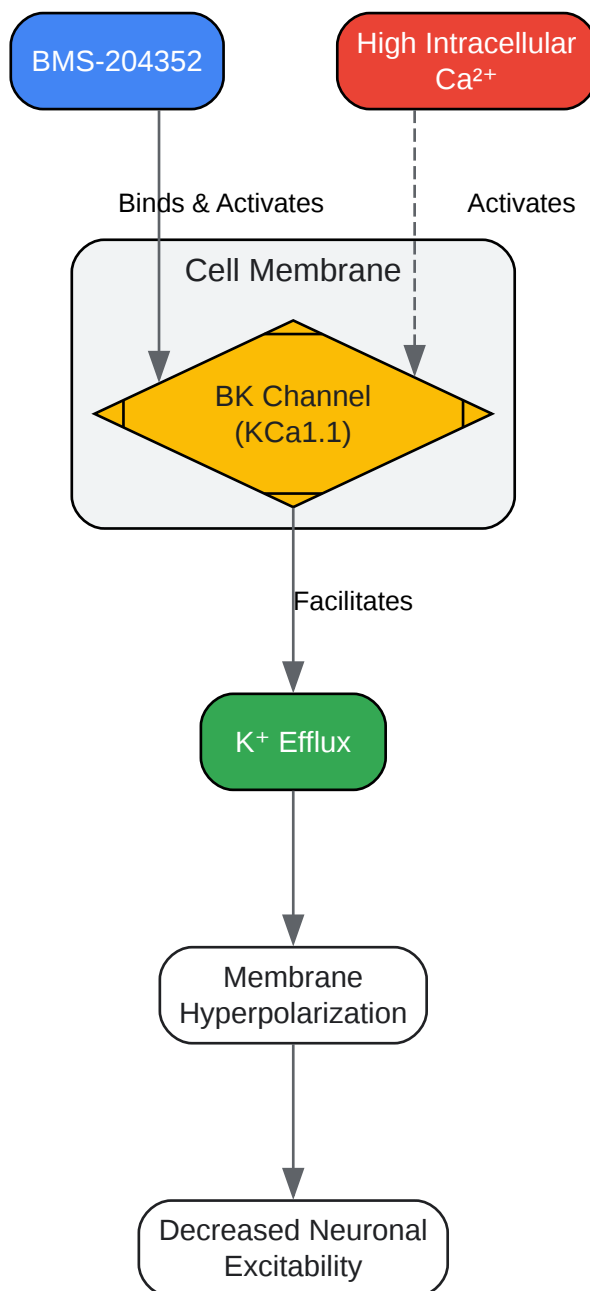 BMS-204352
High Intracellular
Ca²⁺
Binds & Activates
Activates
Cell Membrane
BK Channel
(KCa1.1)
Facilitates
K⁺ Efflux
Membrane
Hyperpolarization
Decreased Neuronal
Excitability